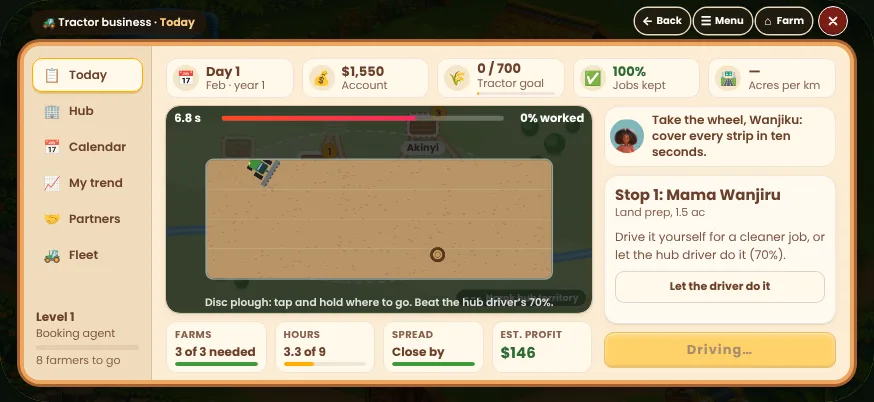 Tractor business · Today
← Back
☰ Menu
Farm
✕
Today
Hub
Calendar
My trend
Partners
Fleet
Level 1
Booking agent
8 farmers to go
Day 1
Feb · year 1
$1,550
Account
0 / 700
Tractor goal
100%
Jobs kept
—
Acres per km
6.8 s
0% worked
3
1
Akinyi
Disc plough: tap and hold where to go. Beat the hub driver's 70%.
territory
FARMS
3 of 3 needed
HOURS
3.3 of 9
SPREAD
Close by
EST. PROFIT
$146
Take the wheel, Wanjiku:
cover every strip in ten
seconds.
Stop 1: Mama Wanjiru
Land prep, 1.5 ac
Drive it yourself for a cleaner job, or
let the hub driver do it (70%).
Let the driver do it
Driving…